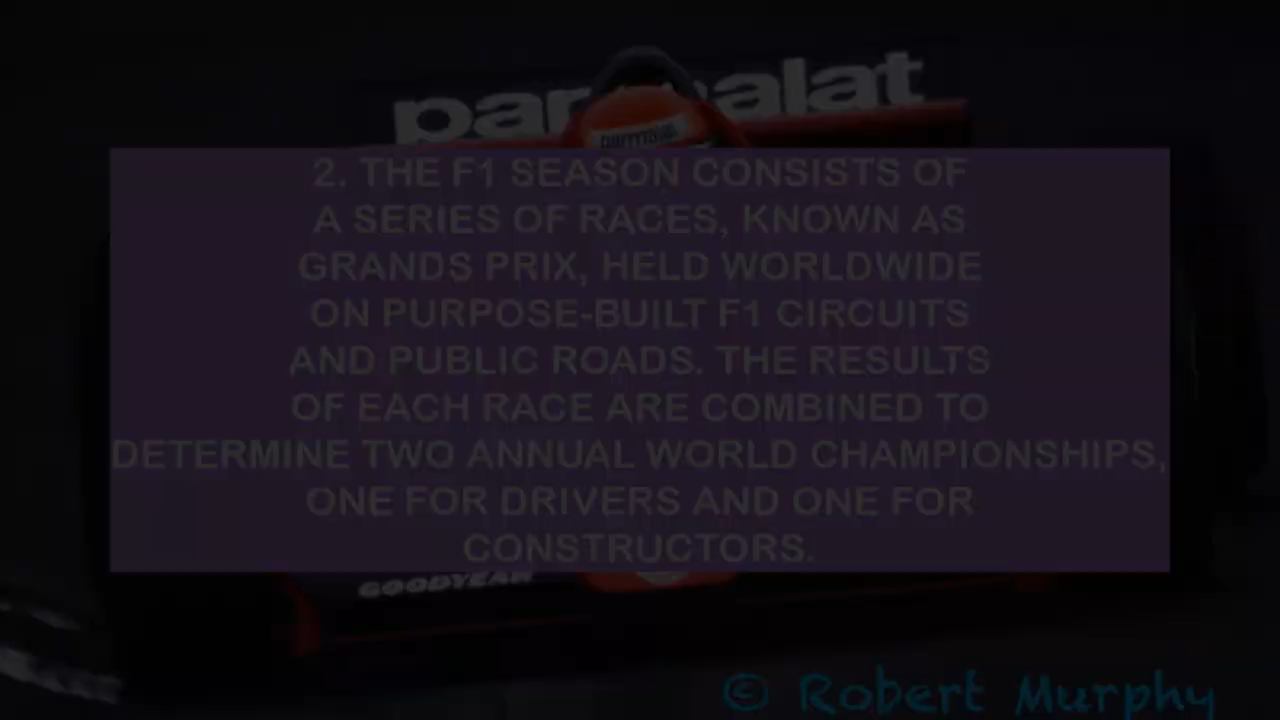 parmalat
parmalat
2. THE F1 SEASON CONSISTS OF
A SERIES OF RACES, KNOWN AS
GRANDS PRIX, HELD WORLDWIDE
ON PURPOSE-BUILT F1 CIRCUITS
AND PUBLIC ROADS. THE RESULTS
OF EACH RACE ARE COMBINED TO
DETERMINE TWO ANNUAL WORLD CHAMPIONSHIPS,
ONE FOR DRIVERS AND ONE FOR
CONSTRUCTORS.
GOODYEAR
© Robert Murphy